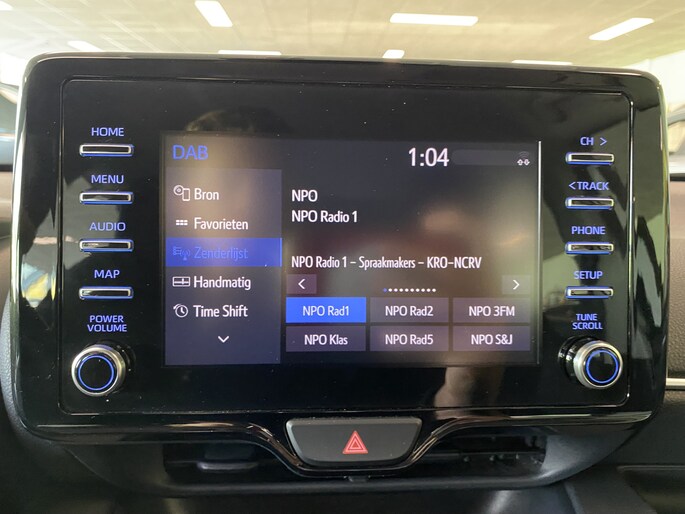 HOME
MENU
AUDIO
MAP
POWER
VOLUME
DAB
1:04
Bron
Favorieten
Zenderlijst
Handmatig
Time Shift
NPO
NPO Radio 1
NPO Radio 1 – Spraakmakers – KRO-NCRV
<
>
NPO Rad1
NPO Rad2
NPO 3FM
NPO Klas
NPO Rad5
NPO S&J
CH >
<TRACK
PHONE
SETUP
TUNE
SCROLL